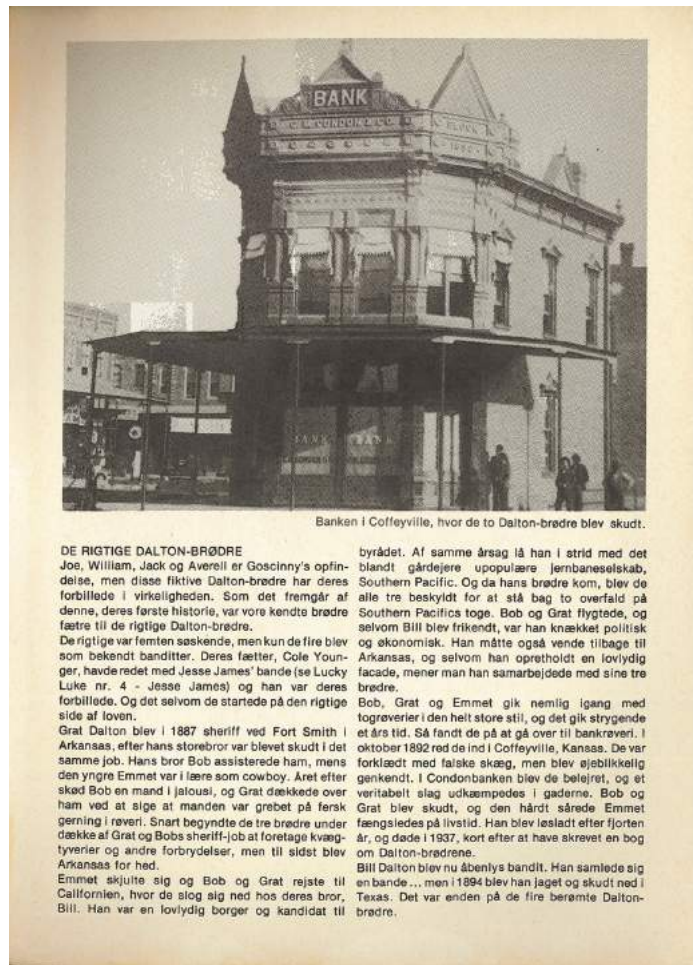 BANK
C. M. CONDON & CO.
BLOCK
1890
BANK BANK
Banken i Coffeyville, hvor de to Dalton-brødre blev skudt.
DE RIGTIGE DALTON-BRØDRE
Joe, William, Jack og Averell er Goscinny's opfin-
delse, men disse fiktive Dalton-brødre har deres
forbillede i virkeligheden. Som det fremgår af
denne, deres første historie, var vore kendte brødre
fætre til de rigtige Dalton-brødre.
De rigtige var femten søskende, men kun de fire blev
som bekendt banditter. Deres fætter, Cole Youn-
ger, havde redet med Jesse James' bande (se Lucky
Luke nr. 4 - Jesse James) og han var deres
forbillede. Og det selvom de startede på den rigtige
side af loven.
Grat Dalton blev i 1887 sheriff ved Fort Smith i
Arkansas, efter hans storebror var blevet skudt i det
samme job. Hans bror Bob assisterede ham, mens
den yngre Emmet var i lære som cowboy. Året efter
skød Bob en mand i jalousi, og Grat dækkede over
ham ved at sige at manden var grebet på fersk
gerning i røveri. Snart begyndte de tre brødre under
dække af Grat og Bobs sheriff-job at foretage kvæg-
tyverier og andre forbrydelser, men til sidst blev
Arkansas for hed.
Emmet skjulte sig og Bob og Grat rejste til
Californien, hvor de slog sig ned hos deres bror,
Bill. Han var en lovlydig borger og kandidat til
byrådet. Af samme årsag lå han i strid med det
blandt gårdejere upopulære jernbaneselskab,
Southern Pacific. Og da hans brødre kom, blev de
alle tre beskyldt for at stå bag to overfald på
Southern Pacifics toge. Bob og Grat flygtede, og
selvom Bill blev frikendt, var han knækket politisk
og økonomisk. Han måtte også vende tilbage til
Arkansas, og selvom han opretholdt en lovlydig
facade, mener man han samarbejdede med sine tre
brødre.
Bob, Grat og Emmet gik nemlig igang med
togrøverier i den helt store stil, og det gik strygende
et års tid. Så fandt de på at gå over til bankrøveri. I
oktober 1892 red de ind i Coffeyville, Kansas. De var
forklædt med falske skæg, men blev øjeblikkelig
genkendt. I Condonbanken blev de belejret, og et
veritabelt slag udkæmpedes i gaderne. Bob og
Grat blev skudt, og den hårdt sårede Emmet
fængsledes på livstid. Han blev løsladt efter fjorten
år, og døde i 1937, kort efter at have skrevet en bog
om Dalton-brødrene.
Bill Dalton blev nu åbenlys bandit. Han samlede sig
en bande ... men i 1894 blev han jaget og skudt ned i
Texas. Det var enden på de fire berømte Dalton-
brødre.